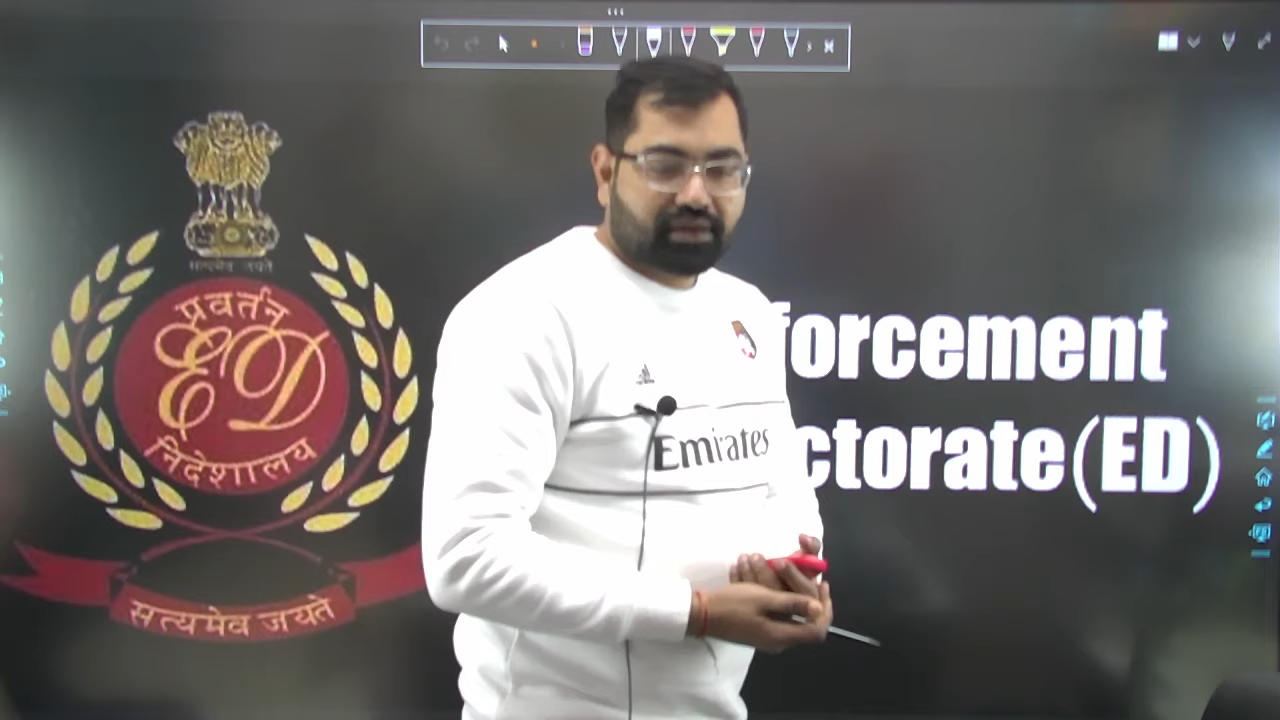 सत्यमेव जयते
प्रवर्तन
ED
निदेशालय
सत्यमेव जयते
forcement
ctorate (ED)
Emirates